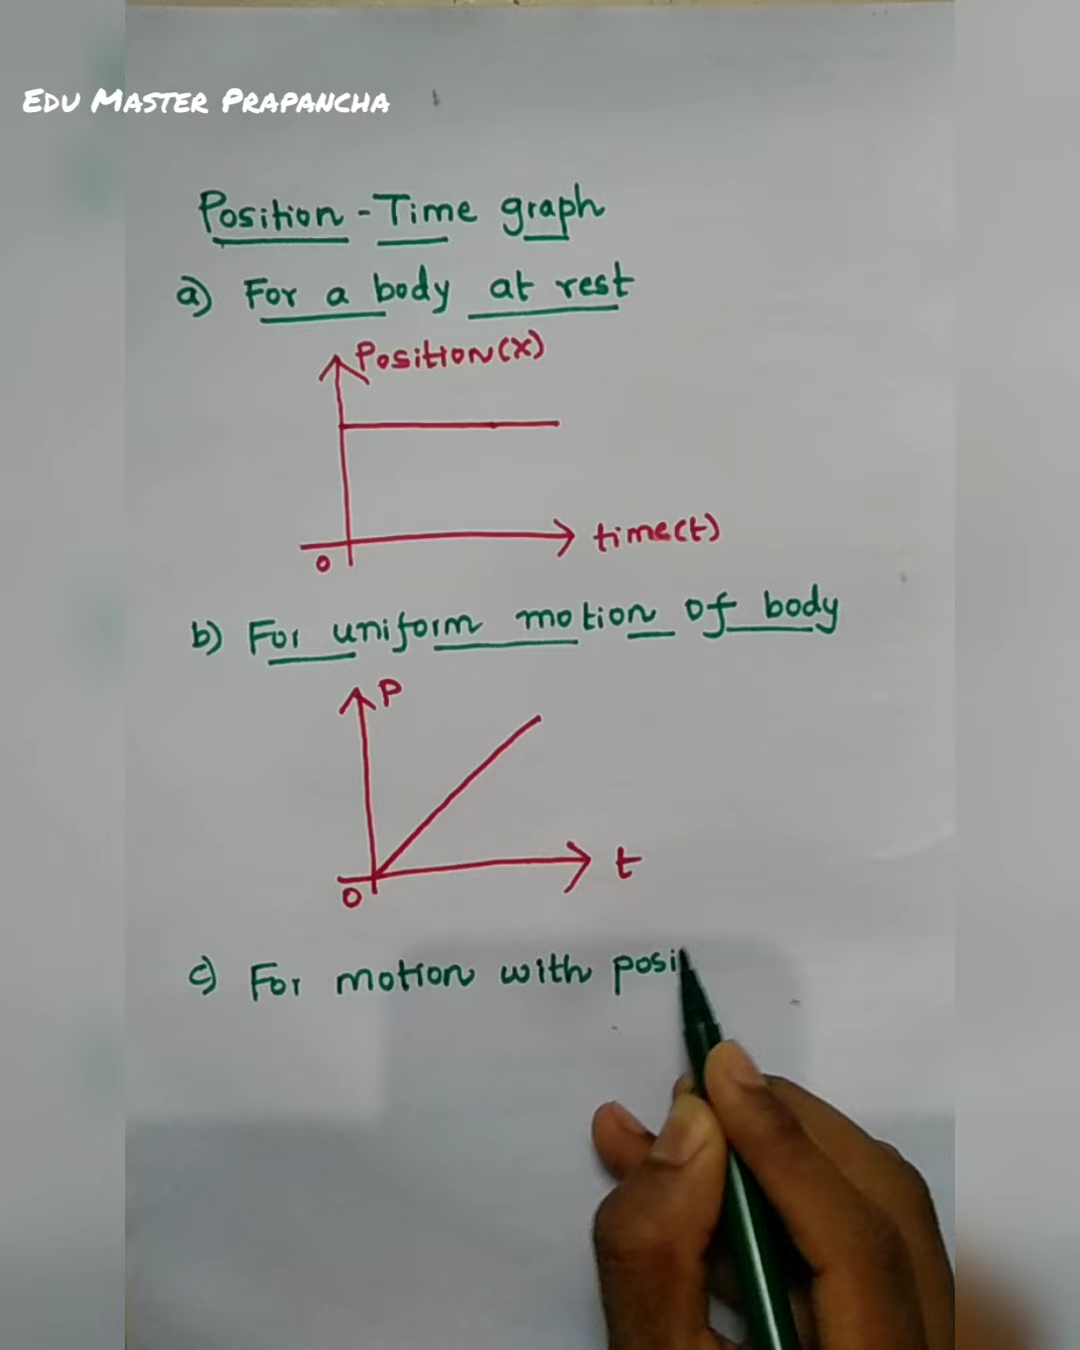 EDU MASTER PRAPANCHA
Position-Time graph
a) For a body at rest
Position(x)
time(t)
0
b) For uniform motion of body
P
t
0
c) For motion with posi